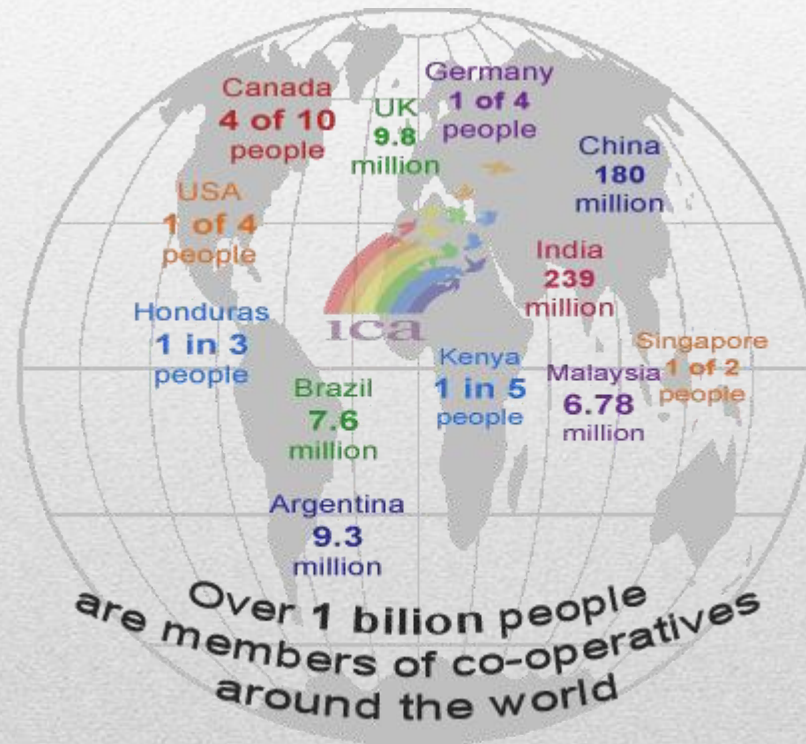 Canada
4 of 10
people
UK
9.8
million
Germany
1 of 4
people
China
180
million
USA
1 of 4
people
India
239
million
ica
Honduras
1 in 3
people
Brazil
7.6
million
Kenya
1 in 5
people
Malaysia
6.78
million
Singapore
1 of 2
people
Argentina
9.3
million
Over 1 bilion people
are members of co-operatives
around the world